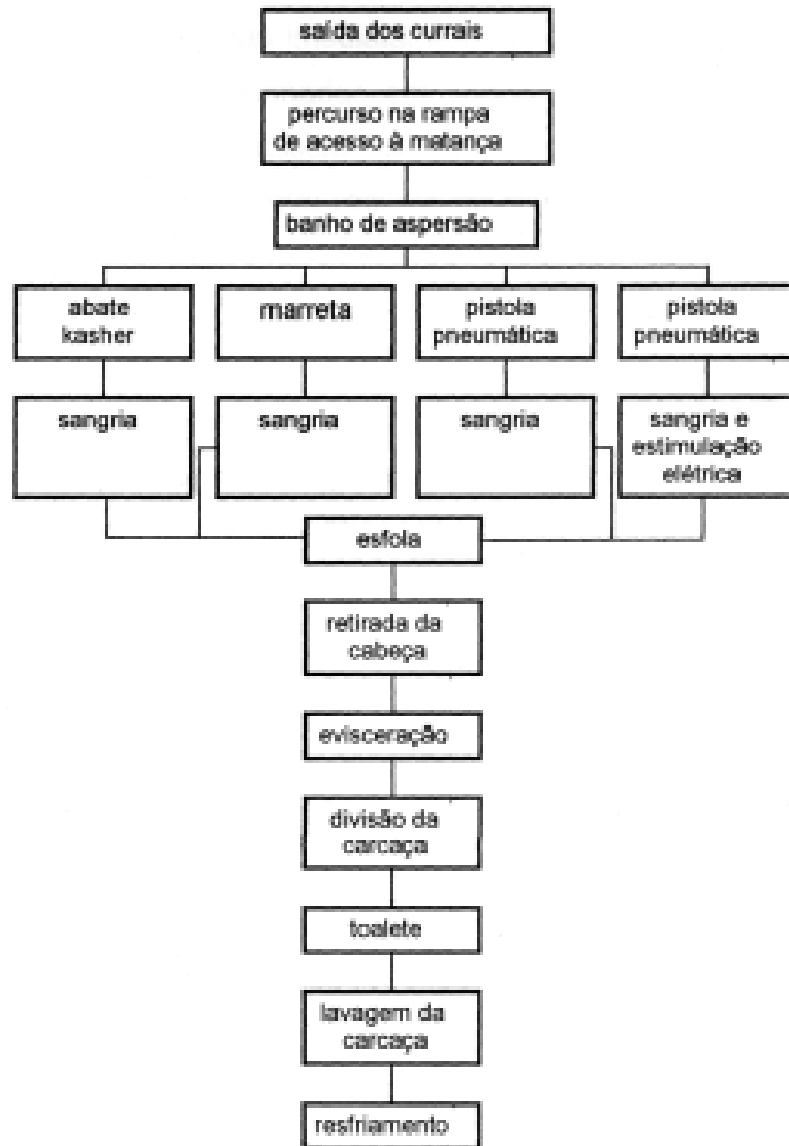 saída dos currais
percurso na rampa
de acesso à matança
banho de aspersão
abate
kasher
marreta
pistola
pneumática
pistola
pneumática
sangria
sangria
sangria
sangria e
estimulação
elétrica
esfola
retirada da
cabeça
evisceração
divisão da
carcaça
toalete
lavagem da
carcaça
resfriamento